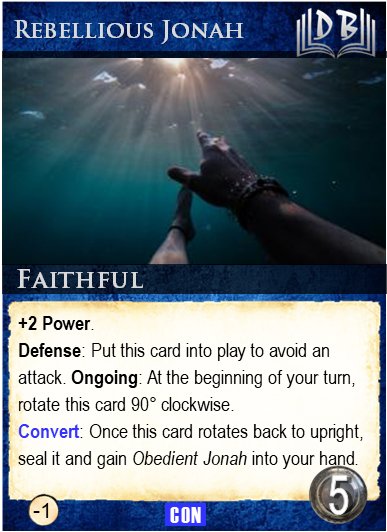 REBELLIOUS JONAH
DB
FAITHFUL
+2 Power.
Defense: Put this card into play to avoid an
attack. Ongoing: At the beginning of your turn,
rotate this card 90° clockwise.
Convert: Once this card rotates back to upright,
seal it and gain Obedient Jonah into your hand.
-1
CON
5